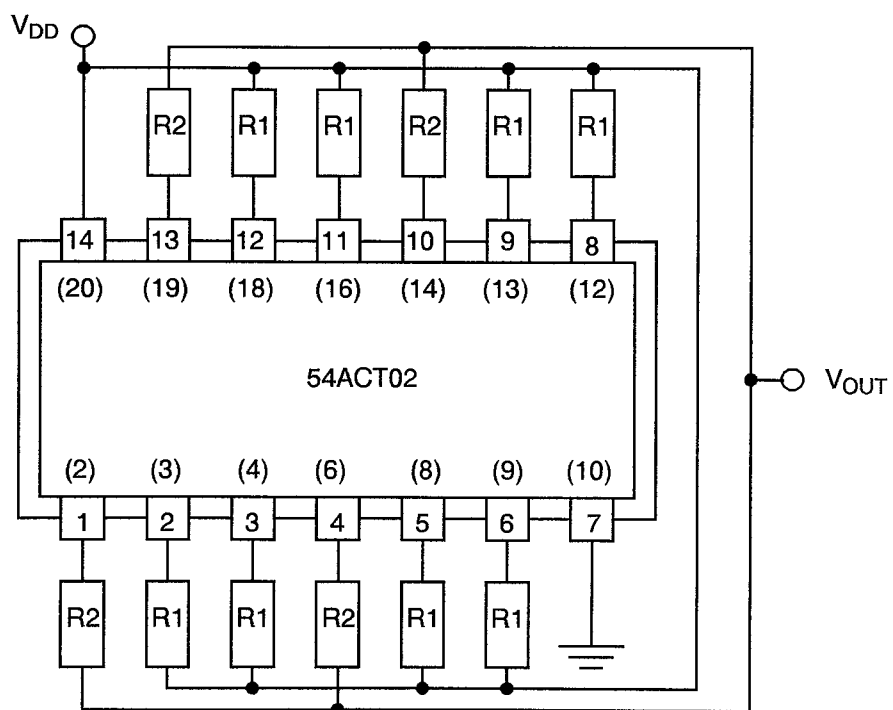 VDD
R2 R1 R1 R2 R1 R1
14 13 12 11 10 9 8
(20) (19) (18) (16) (14) (13) (12)
54ACT02
VOUT
(2) (3) (4) (6) (8) (9) (10)
1 2 3 4 5 6 7
R2 R1 R1 R2 R1 R1